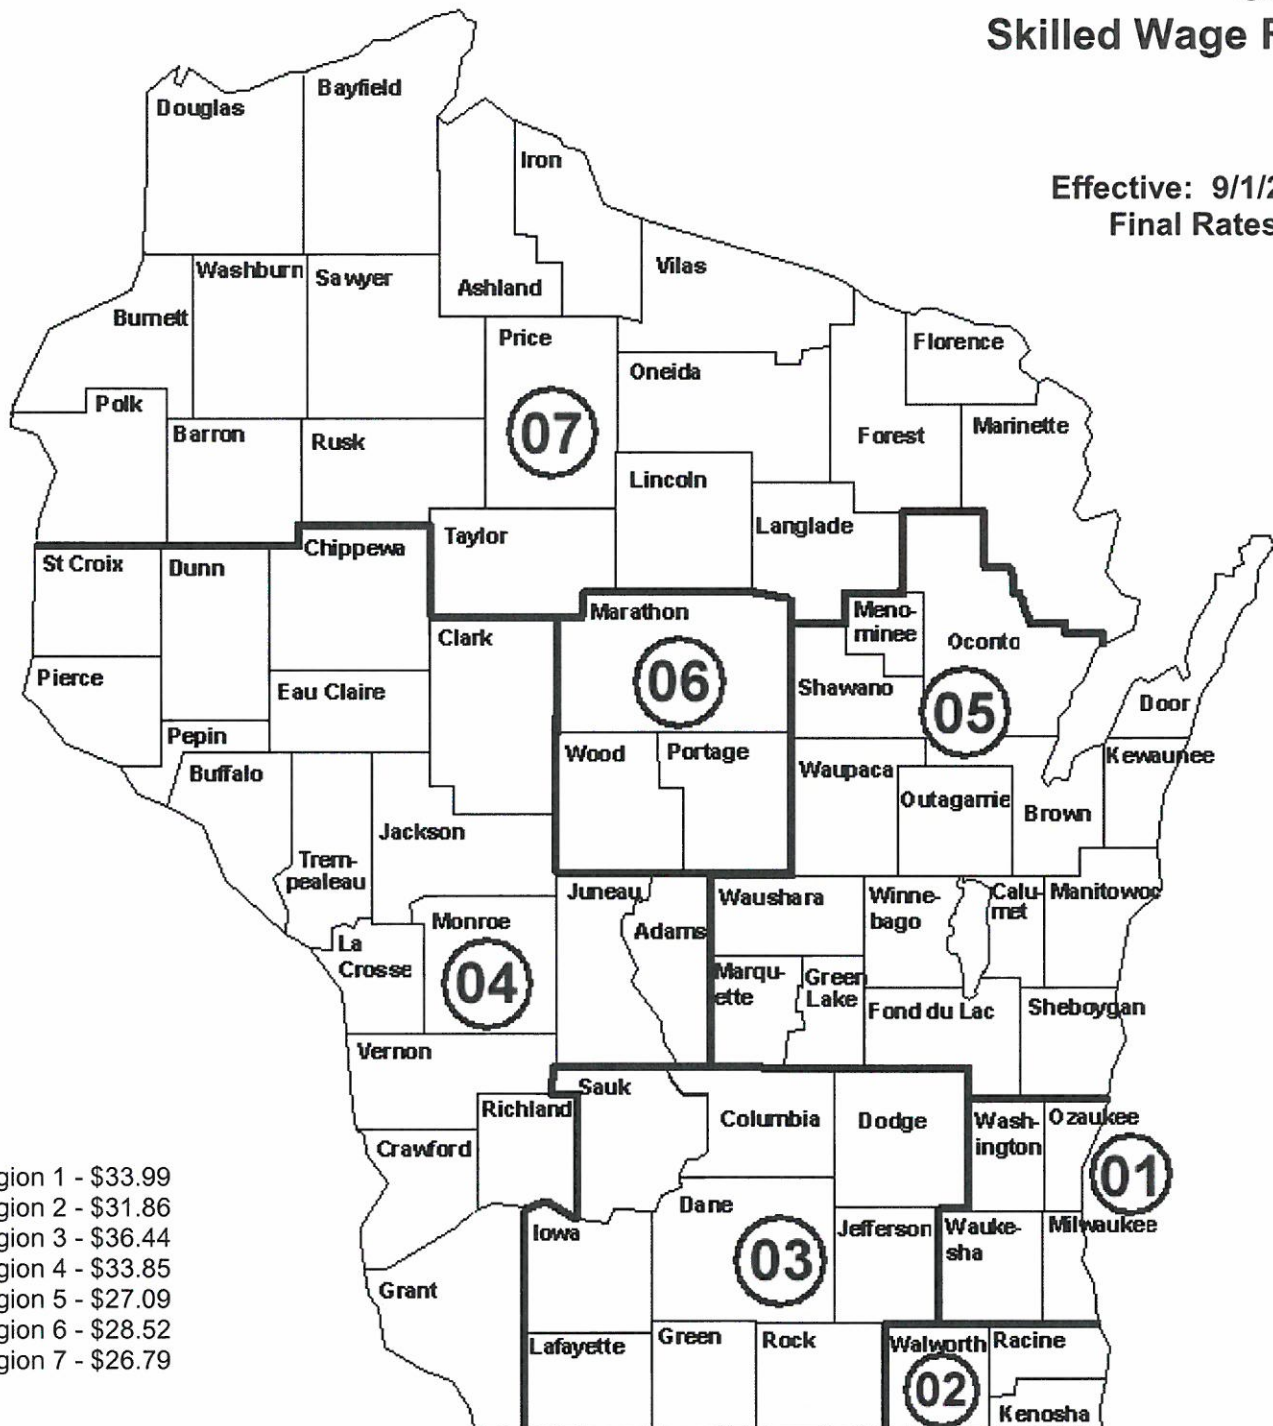 Skilled Wage
Effective: 9/1/2
Final Rates
Bayfield
Douglas
Iron
Washburn
Sawyer
Vilas
Ashland
Burnett
Price
Florence
Oneida
Polk
Barron
Rusk
07
Forest
Marinette
Lincoln
Langlade
Taylor
Chippewa
St Croix
Dunn
Marathon
Meno-
minee
Clark
Oconto
Pierce
Eau Claire
06
Shawano
05
Door
Pepin
Buffalo
Wood
Portage
Waupaca
Kewaunee
Outagamie
Brown
Jackson
Trem-
pealeau
Juneau
Waushara
Winne-
bago
Calu-
met
Manitowoc
Monroe
Adams
La
Crosse
04
Marqu-
ette
Green
Lake
Fond du Lac
Sheboygan
Vernon
Sauk
Richland
Columbia
Dodge
Wash-
ington
Ozaukee
Crawford
01
Dane
Iowa
Jefferson
Wauke-
sha
Milwaukee
03
Grant
Lafayette
Green
Rock
Walworth
Racine
02
Kenosha
gion 1 - $33.99
gion 2 - $31.86
gion 3 - $36.44
gion 4 - $33.85
gion 5 - $27.09
gion 6 - $28.52
gion 7 - $26.79